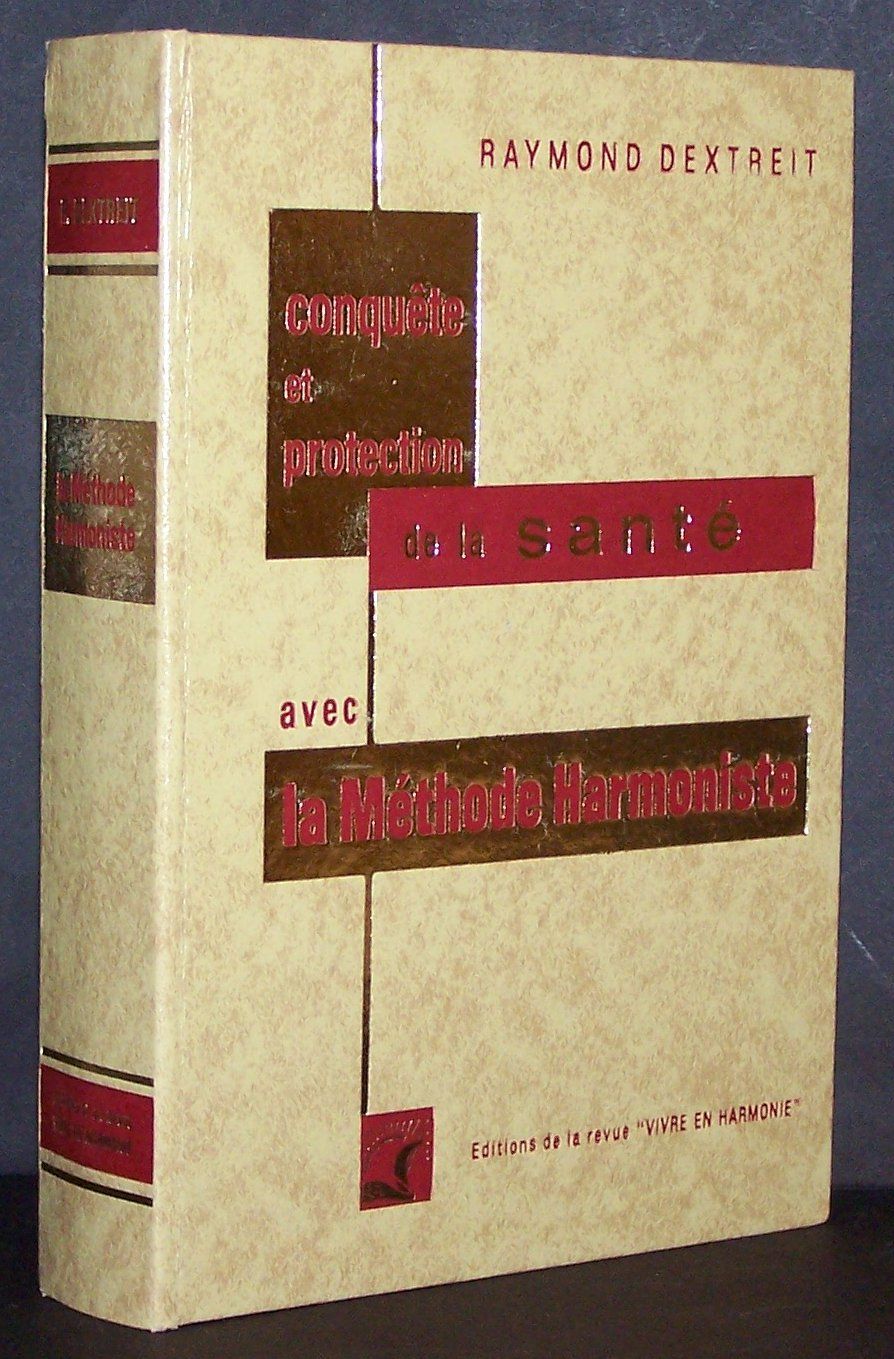 RAYMOND DEXTREIT
conquête
et
protection
de la santé
avec
la Méthode Harmoniste
Editions de la revue "VIVRE EN HARMONIE"
DEXTREIT
la Méthode
Harmoniste